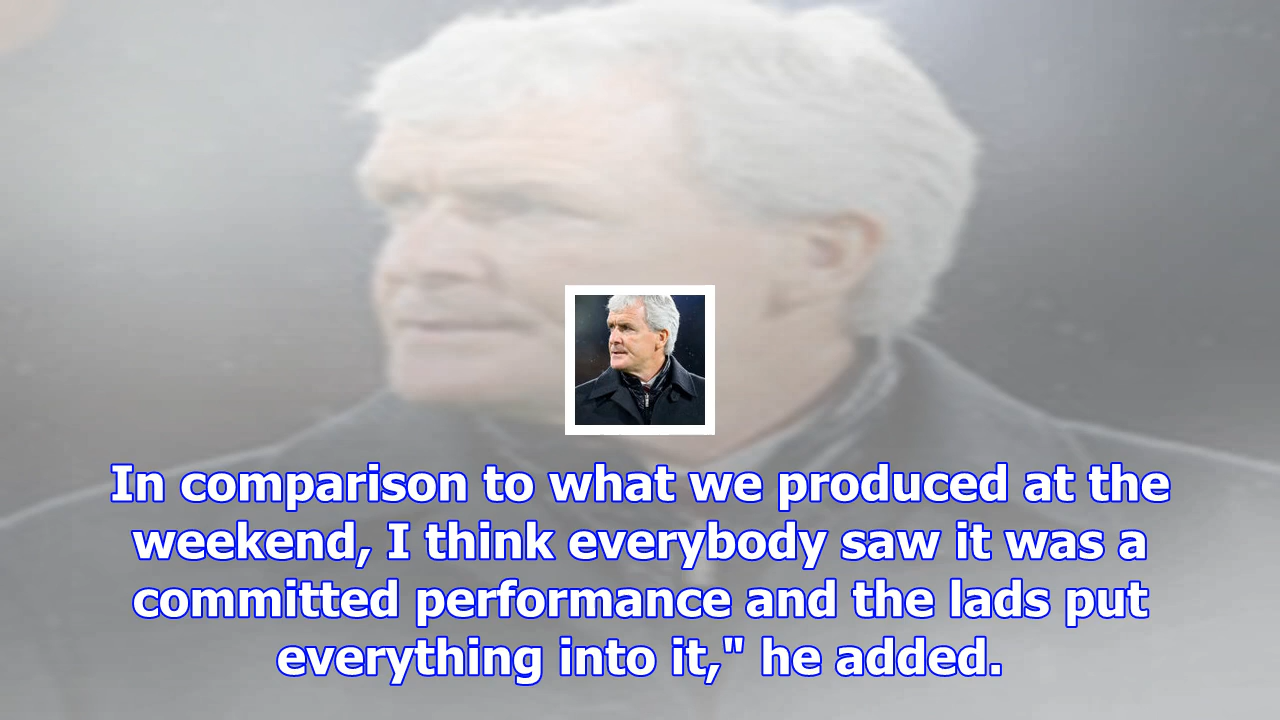 In comparison to what we produced at the
weekend, I think everybody saw it was a
committed performance and the lads put
everything into it," he added.